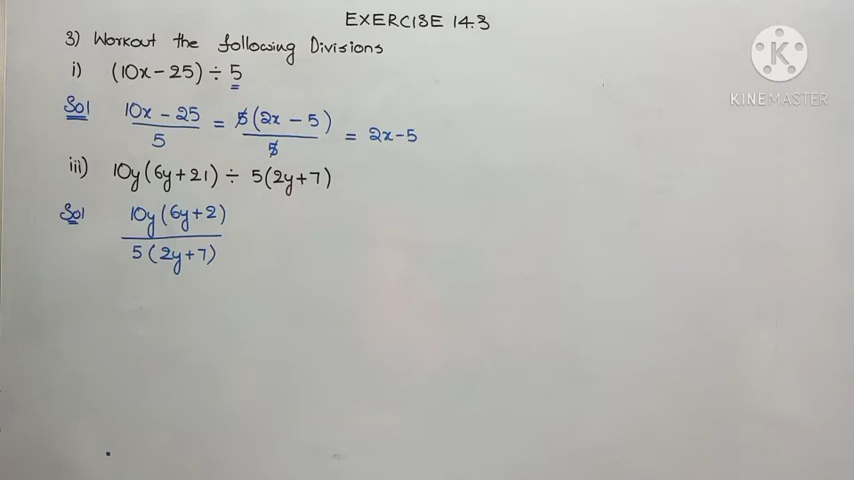 EXERCISE 14.3
3) Workout the following Divisions
i) (10x - 25) ÷ 5
Sol 10x - 25 / 5 = 5(2x - 5) / 5 = 2x - 5
iii) 10y(6y+21) ÷ 5(2y+7)
Sol 10y(6y+2) / 5(2y+7)
K
KINEMASTER